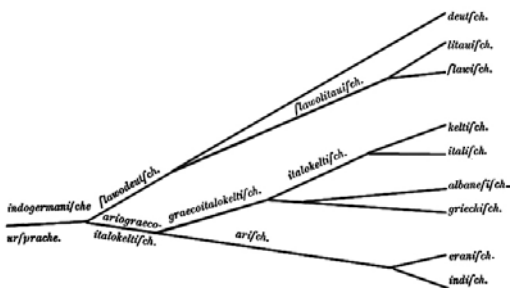 deutſch.
litauiſch.
ſlawolitauiſch.
ſlawiſch.
keltiſch.
italokeltiſch.
italiſch.
ſlawodeutſch.
albaneſiſch.
graecoitalokeltiſch.
griechiſch.
indogermaniſche
urſprache.
ariograeco-
italokeltiſch.
ariſch.
eraniſch.
indiſch.